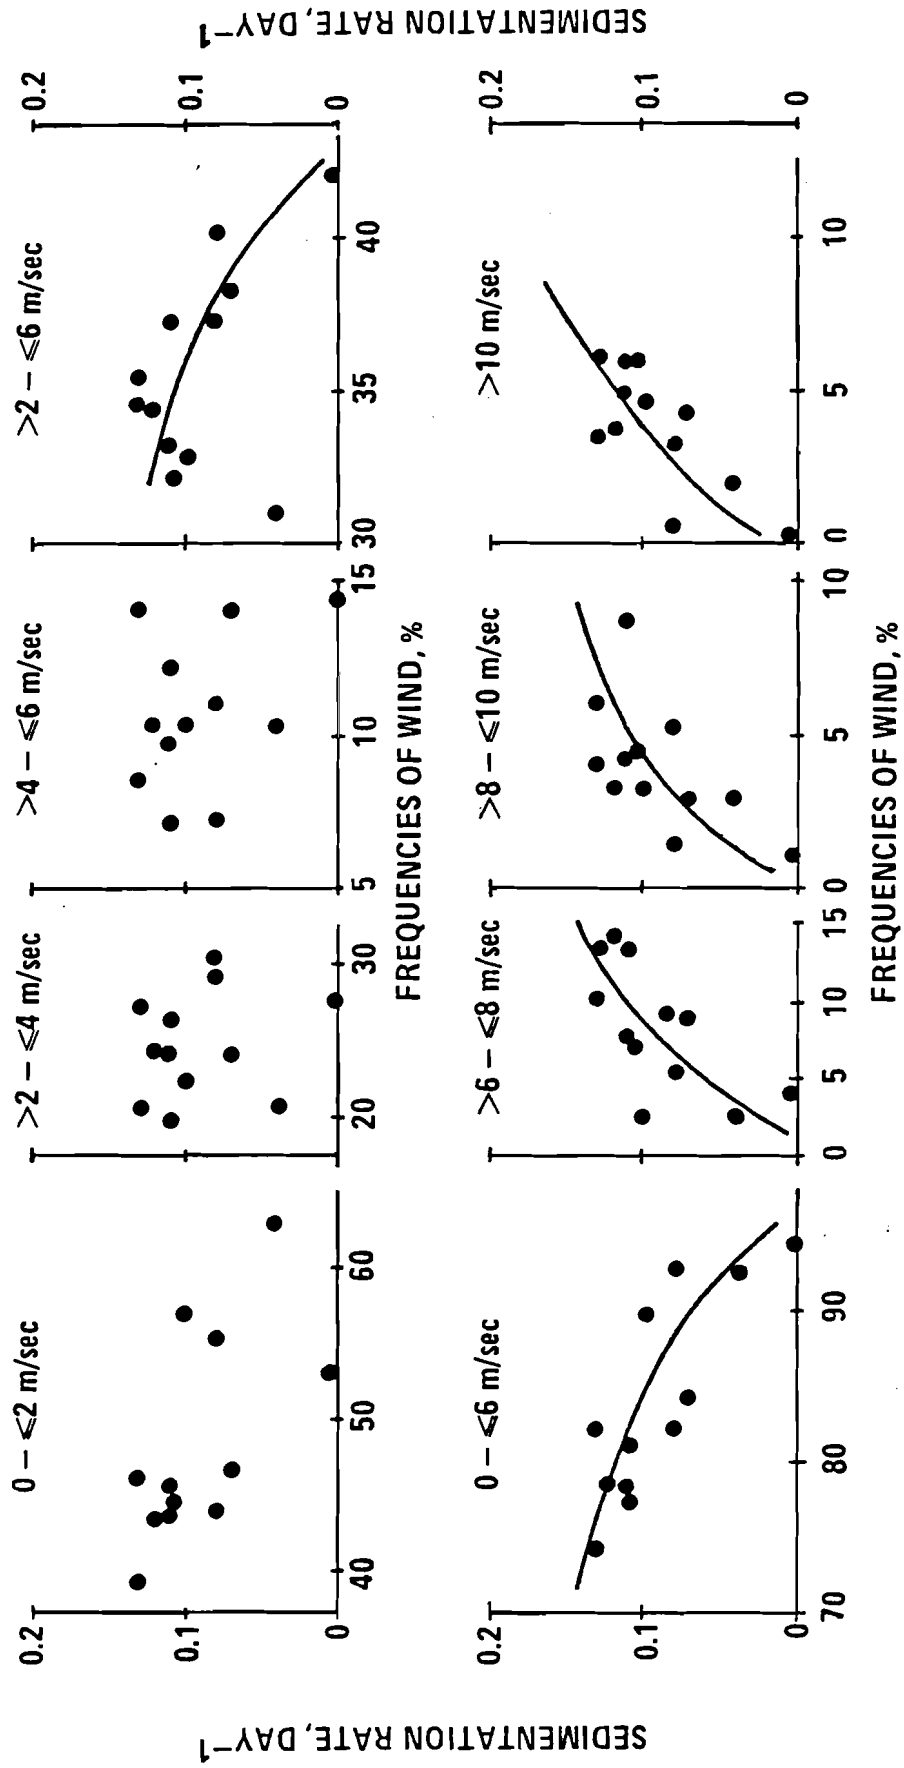 SEDIMENTATION RATE, DAY⁻¹
0 – ⩽2 m/sec
>2 – ⩽4 m/sec
>4 – ⩽6 m/sec
>2 – ⩽6 m/sec
0.2
0.1
0
0.2
0.1
0
40 50 60
20 30
5 10 15
30 35 40
FREQUENCIES OF WIND, %
SEDIMENTATION RATE, DAY⁻¹
0 – ⩽6 m/sec
>6 – ⩽8 m/sec
>8 – ⩽10 m/sec
>10 m/sec
0.2
0.1
0
0.2
0.1
0
70 80 90
0 5 10 15
0 5 10
0 5 10
FREQUENCIES OF WIND, %